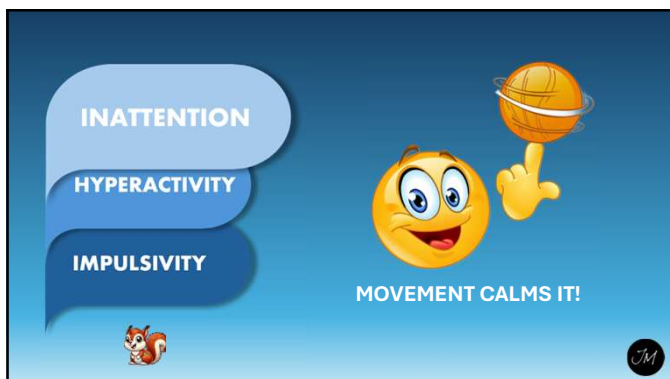 INATTENTION
HYPERACTIVITY
IMPULSIVITY
MOVEMENT CALMS IT!
JM